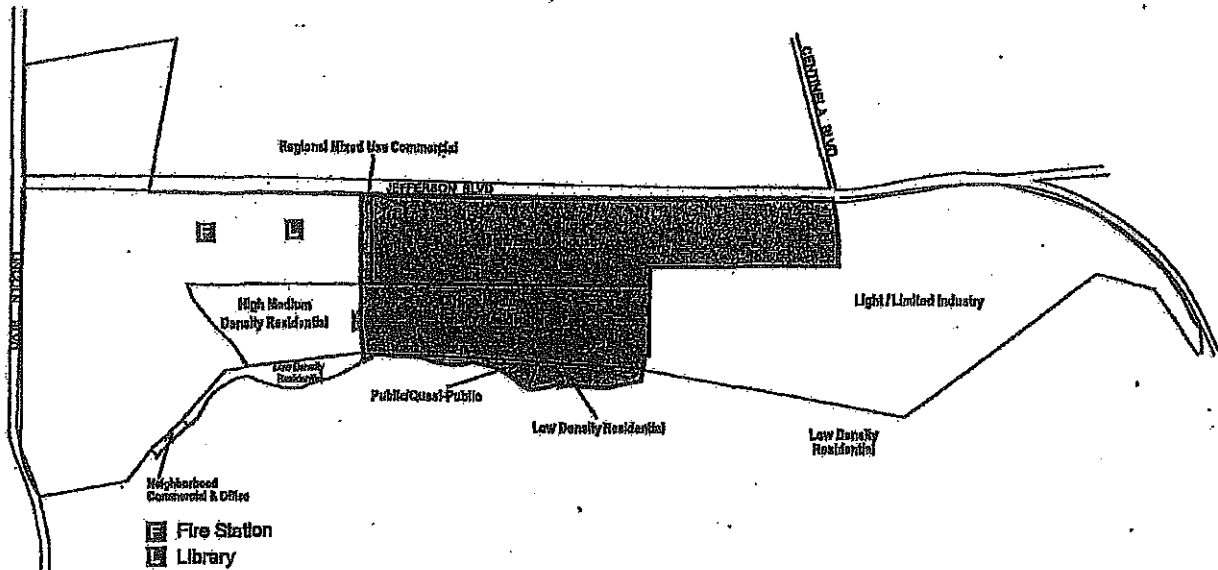 CENTINELA BLVD
Regional Mixed Use Commercial
JEFFERSON BLVD
F
L
LINCOLN BLVD
High Medium
Density Residential
Light / Limited Industry
Low Density
Residential
Public/Quasi-Public
Low Density Residential
Low Density
Residential
Neighborhood
Commercial & Office
F Fire Station
L Library